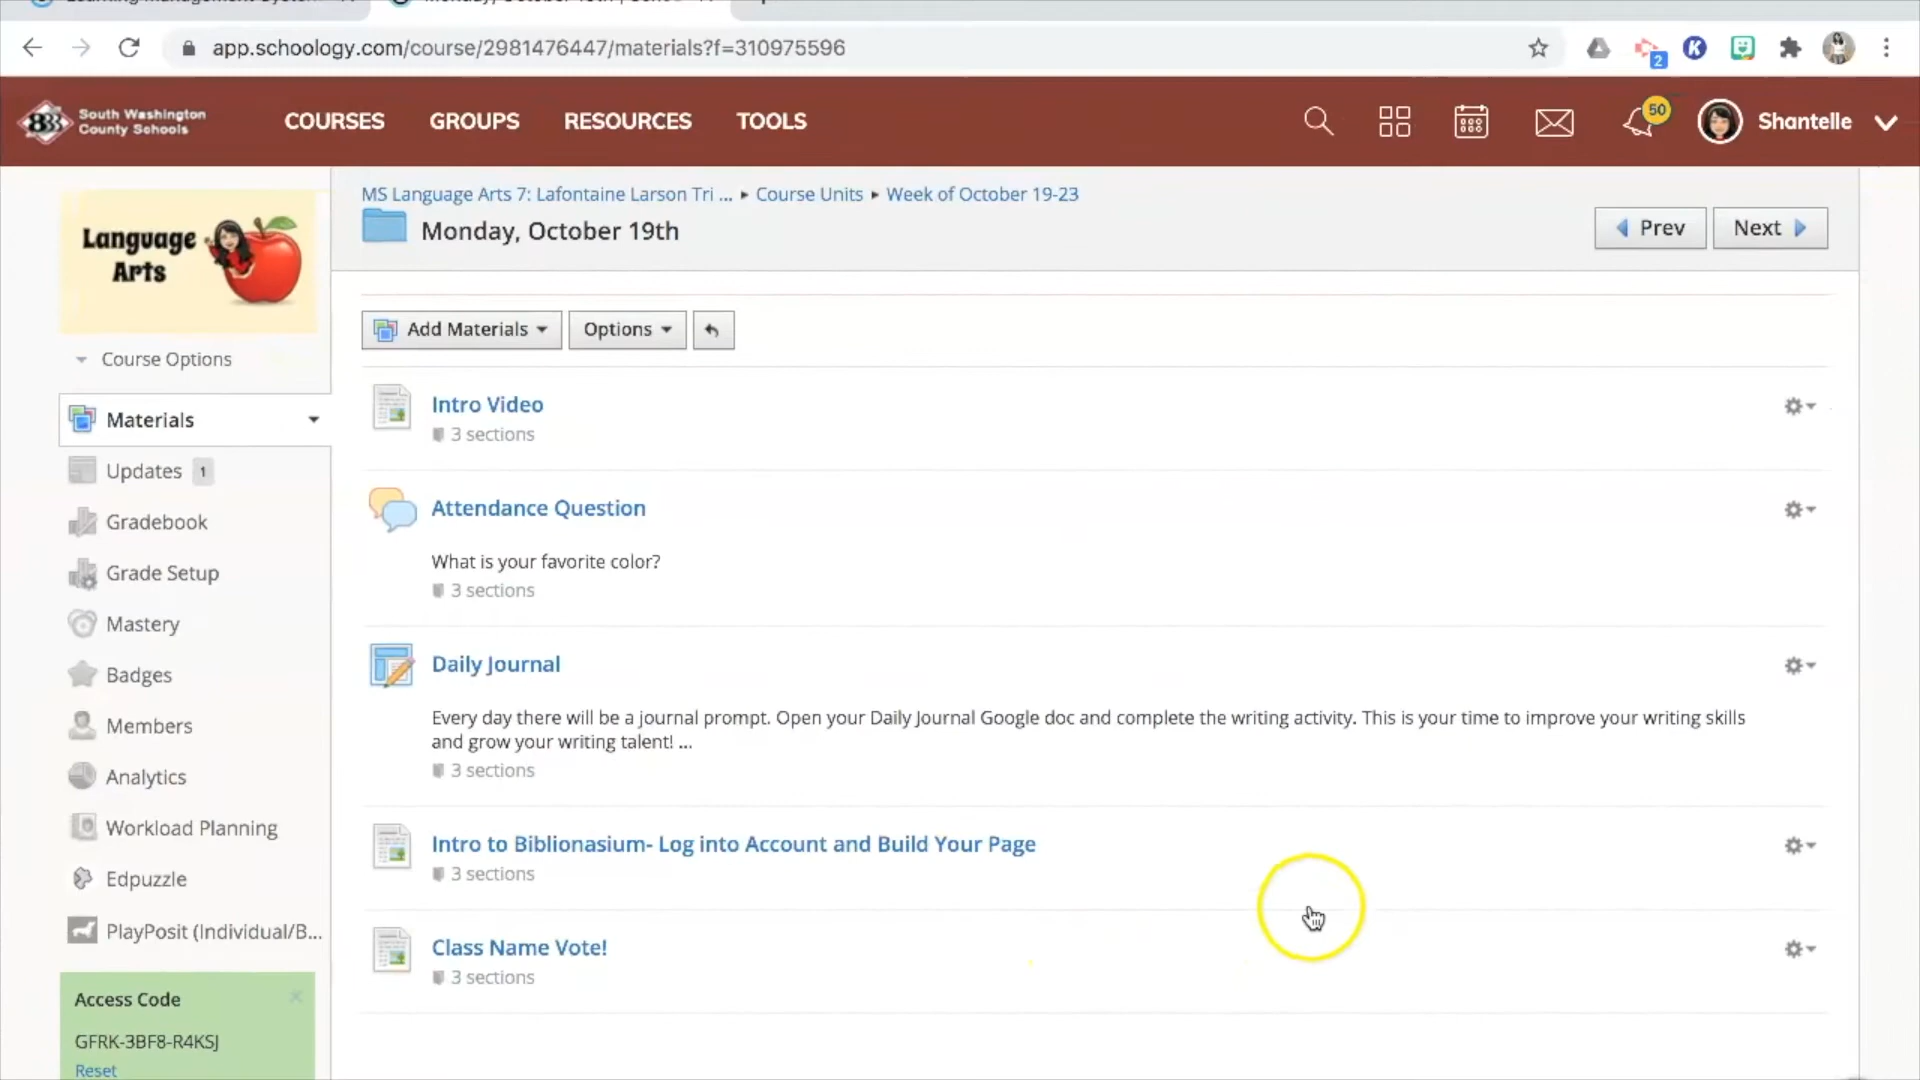 app.schoology.com/course/2981476447/materials?f=310975596
2
K
833
South Washington
County Schools
COURSES
GROUPS
RESOURCES
TOOLS
50
Shantelle
MS Language Arts 7: Lafontaine Larson Tri ... ▸ Course Units ▸ Week of October 19-23
Monday, October 19th
Prev
Next
Language
Arts
Course Options
Materials
Updates 1
Gradebook
Grade Setup
Mastery
Badges
Members
Analytics
Workload Planning
Edpuzzle
PlayPosit (Individual/B...
Access Code
GFRK-3BF8-R4KSJ
Reset
Add Materials
Options
Intro Video
3 sections
Attendance Question
What is your favorite color?
3 sections
Daily Journal
Every day there will be a journal prompt. Open your Daily Journal Google doc and complete the writing activity. This is your time to improve your writing skills
and grow your writing talent! ...
3 sections
Intro to Biblionasium- Log into Account and Build Your Page
3 sections
Class Name Vote!
3 sections